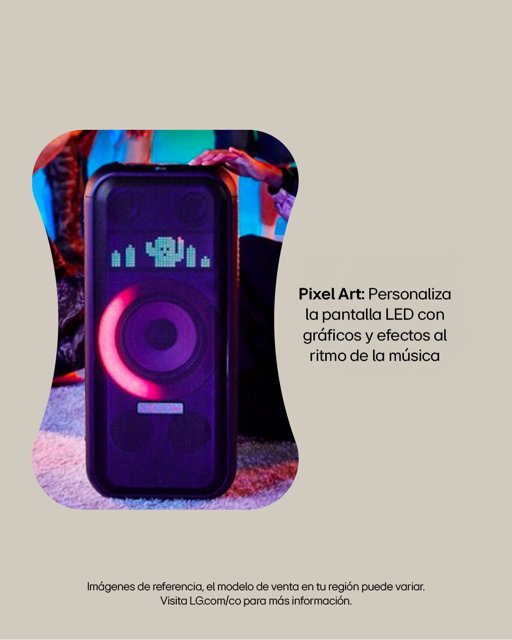 Pixel Art: Personaliza
la pantalla LED con
gráficos y efectos al
ritmo de la música
Imágenes de referencia, el modelo de venta en tu región puede variar.
Visita LG.com/co para más información.